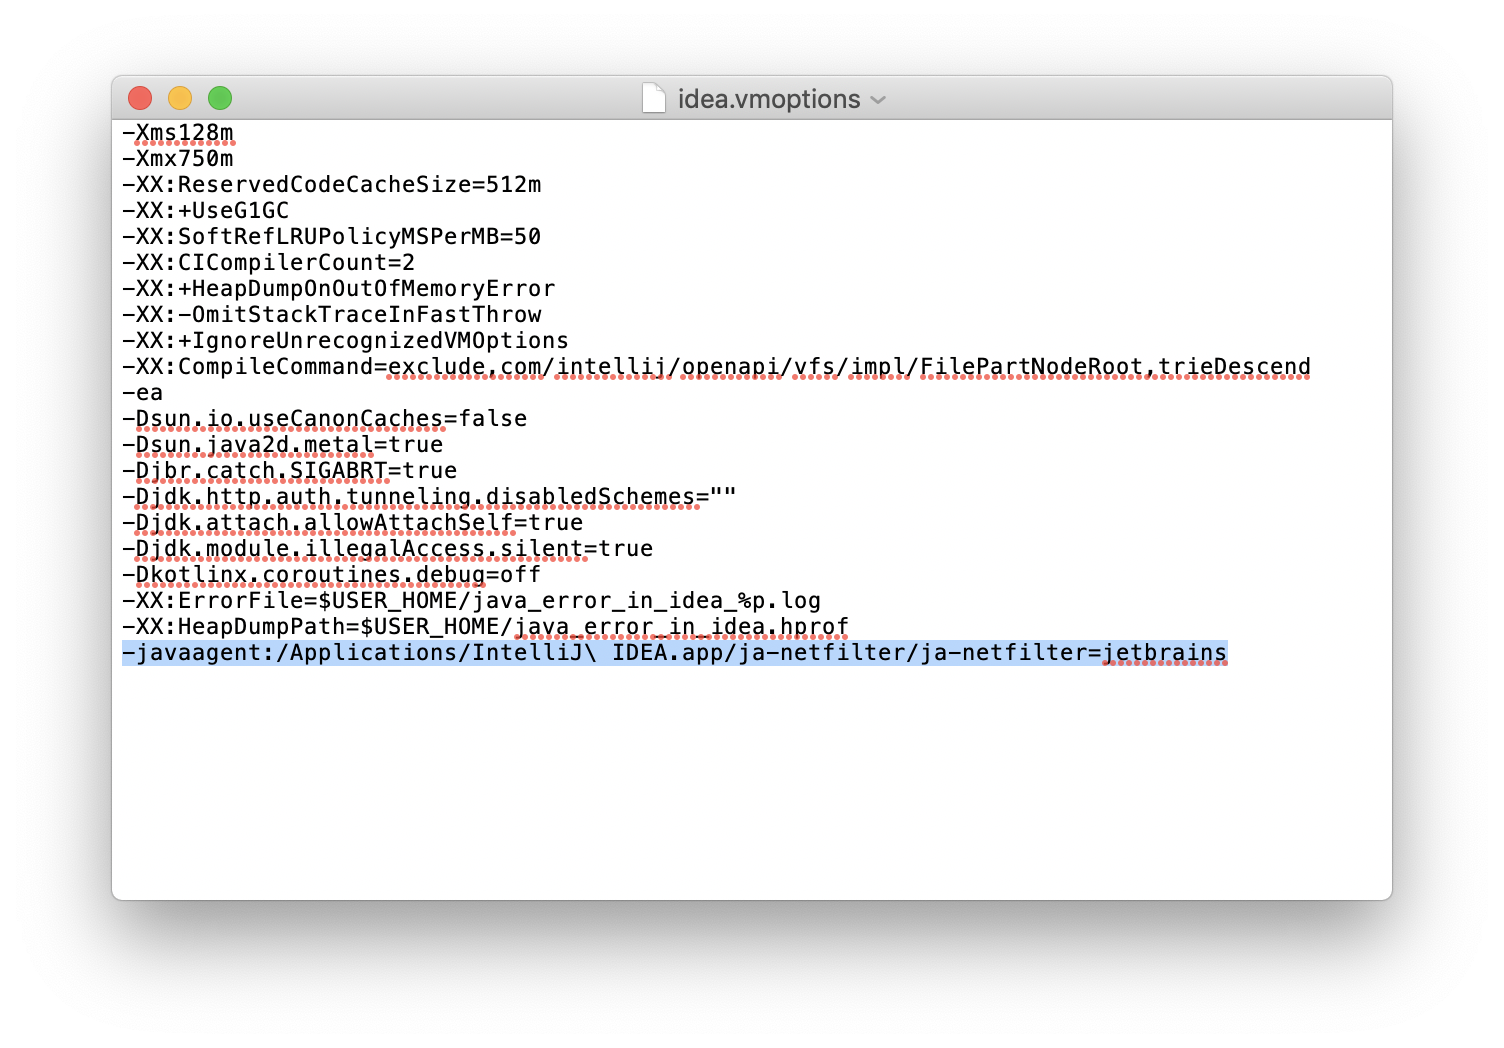 idea.vmoptions
-Xms128m
-Xmx750m
-XX:ReservedCodeCacheSize=512m
-XX:+UseG1GC
-XX:SoftRefLRUPolicyMSPerMB=50
-XX:CICompilerCount=2
-XX:+HeapDumpOnOutOfMemoryError
-XX:-OmitStackTraceInFastThrow
-XX:+IgnoreUnrecognizedVMOptions
-XX:CompileCommand=exclude,com/intellij/openapi/vfs/impl/FilePartNodeRoot,trieDescend
-ea
-Dsun.io.useCanonCaches=false
-Dsun.java2d.metal=true
-Djbr.catch.SIGABRT=true
-Djdk.http.auth.tunneling.disabledSchemes=""
-Djdk.attach.allowAttachSelf=true
-Djdk.module.illegalAccess.silent=true
-Dkotlinx.coroutines.debug=off
-XX:ErrorFile=$USER_HOME/java_error_in_idea_%p.log
-XX:HeapDumpPath=$USER_HOME/java_error_in_idea.hprof
-javaagent:/Applications/IntelliJ\ IDEA.app/ja-netfilter/ja-netfilter=jetbrains